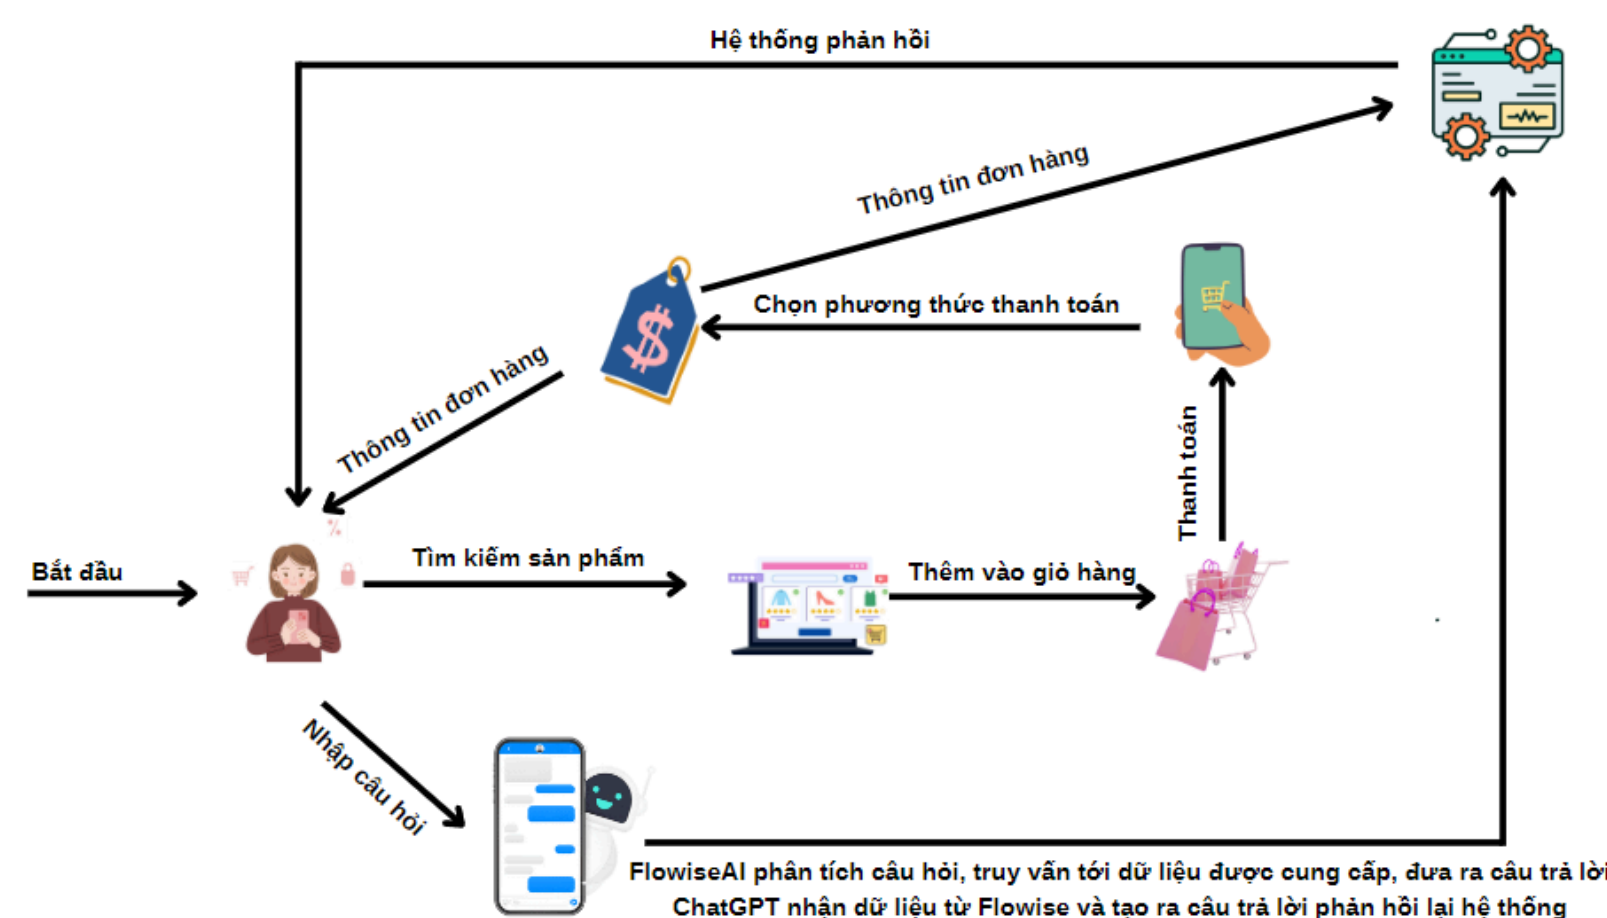 Hệ thống phản hồi
Thông tin đơn hàng
Chọn phương thức thanh toán
Thông tin đơn hàng
Thanh toán
Bắt đầu
Tìm kiếm sản phẩm
Thêm vào giỏ hàng
Nhập câu hỏi
FlowiseAI phân tích câu hỏi, truy vấn tới dữ liệu được cung cấp, đưa ra câu trả lời
ChatGPT nhận dữ liệu từ Flowise và tạo ra câu trả lời phản hồi lại hệ thống